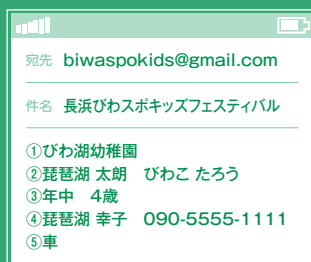 宛先 biwaspokids@gmail.com
件名 長浜びわスポキッズフェスティバル
①びわ湖幼稚園
②琵琶湖 太朗 びわこ たろう
③年中 4歳
④琵琶湖 幸子 090-5555-1111
⑤車